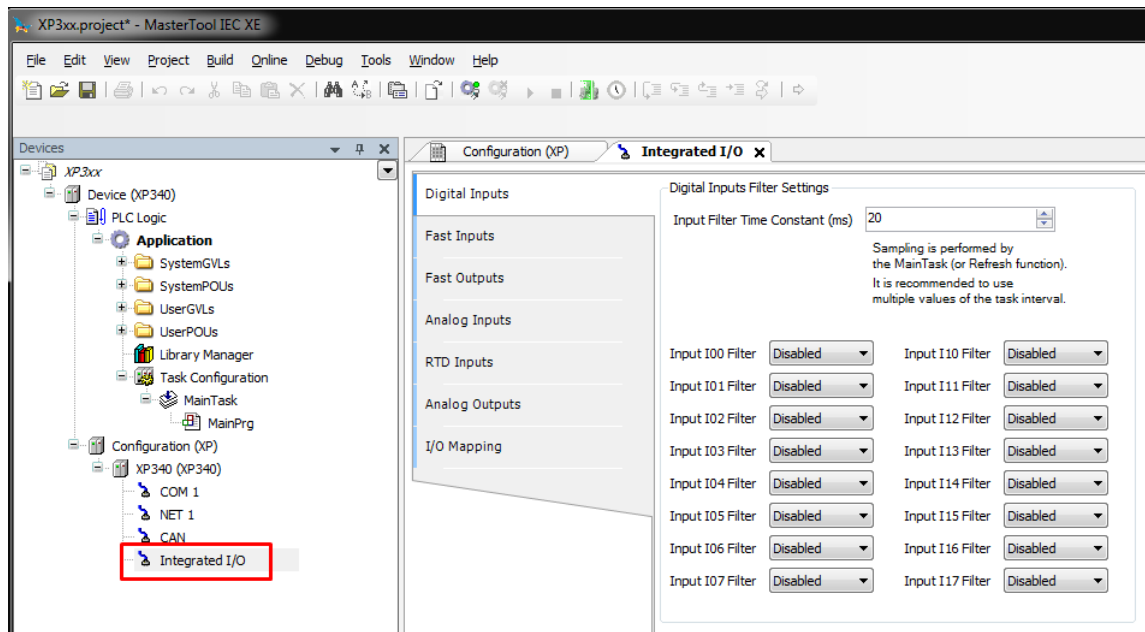 XP3xx.project* - MasterTool IEC XE
File Edit View Project Build Online Debug Tools Window Help
Devices
XP3xx
Device (XP340)
PLC Logic
Application
SystemGVLs
SystemPOUs
UserGVLs
UserPOUs
Library Manager
Task Configuration
MainTask
MainPrg
Configuration (XP)
XP340 (XP340)
COM 1
NET 1
CAN
Integrated I/O
Configuration (XP) Integrated I/O
Digital Inputs
Fast Inputs
Fast Outputs
Analog Inputs
RTD Inputs
Analog Outputs
I/O Mapping
Digital Inputs Filter Settings
Input Filter Time Constant (ms) 20
Sampling is performed by
the MainTask (or Refresh function).
It is recommended to use
multiple values of the task interval.
Input I00 Filter Disabled Input I10 Filter Disabled
Input I01 Filter Disabled Input I11 Filter Disabled
Input I02 Filter Disabled Input I12 Filter Disabled
Input I03 Filter Disabled Input I13 Filter Disabled
Input I04 Filter Disabled Input I14 Filter Disabled
Input I05 Filter Disabled Input I15 Filter Disabled
Input I06 Filter Disabled Input I16 Filter Disabled
Input I07 Filter Disabled Input I17 Filter Disabled